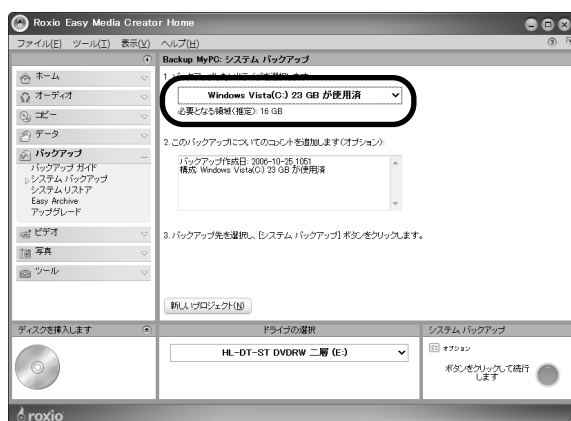 Roxio Easy Media Creator Home
ファイル(F) ツール(T) 表示(V) ヘルプ(H)
Backup MyPC: システム バックアップ
ホーム
オーディオ
コピー
データ
バックアップ
バックアップ ガイド
システム バックアップ
システム リストア
Easy Archive
アップグレード
ビデオ
写真
ツール
Windows Vista(C:) 23 GB が使用済
必要となる領域(推定): 16 GB
2. このバックアップについてのコメントを追加します(オプション):
バックアップ作成日: 2006-10-25_1051
構成: Windows Vista(C:) 23 GB が使用済
3. バックアップ先を選択し、[システム バックアップ] ボタンをクリックします。
新しいプロジェクト(N)
ディスクを挿入します
ドライブの選択
HL-DT-ST DVDRW 二層 (E:)
システム バックアップ
オプション
ボタンをクリックして続行
します
roxio